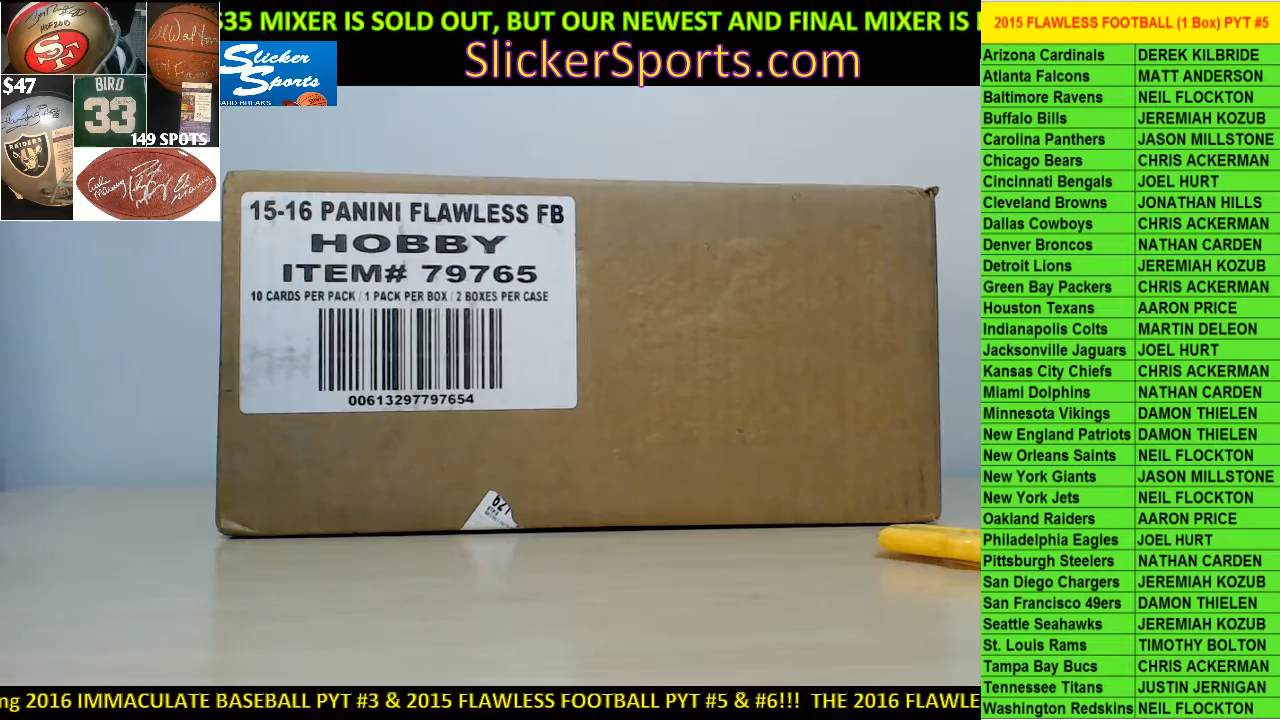 $35 MIXER IS SOLD OUT, BUT OUR NEWEST AND FINAL MIXER IS
SlickerSports.com
Slicker
Sports
CARD BREAKS
HOF 2010
$47
BIRD
33
RAIDERS
149 SPOTS
15-16 PANINI FLAWLESS FB
HOBBY
ITEM# 79765
10 CARDS PER PACK / 1 PACK PER BOX / 2 BOXES PER CASE
00613297797654
2015 FLAWLESS FOOTBALL (1 Box) PYT #5
Arizona Cardinals DEREK KILBRIDE
Atlanta Falcons MATT ANDERSON
Baltimore Ravens NEIL FLOCKTON
Buffalo Bills JEREMIAH KOZUB
Carolina Panthers JASON MILLSTONE
Chicago Bears CHRIS ACKERMAN
Cincinnati Bengals JOEL HURT
Cleveland Browns JONATHAN HILLS
Dallas Cowboys CHRIS ACKERMAN
Denver Broncos NATHAN CARDEN
Detroit Lions JEREMIAH KOZUB
Green Bay Packers CHRIS ACKERMAN
Houston Texans AARON PRICE
Indianapolis Colts MARTIN DELEON
Jacksonville Jaguars JOEL HURT
Kansas City Chiefs CHRIS ACKERMAN
Miami Dolphins NATHAN CARDEN
Minnesota Vikings DAMON THIELEN
New England Patriots DAMON THIELEN
New Orleans Saints NEIL FLOCKTON
New York Giants JASON MILLSTONE
New York Jets NEIL FLOCKTON
Oakland Raiders AARON PRICE
Philadelphia Eagles JOEL HURT
Pittsburgh Steelers NATHAN CARDEN
San Diego Chargers JEREMIAH KOZUB
San Francisco 49ers DAMON THIELEN
Seattle Seahawks JEREMIAH KOZUB
St. Louis Rams TIMOTHY BOLTON
Tampa Bay Bucs CHRIS ACKERMAN
Tennessee Titans JUSTIN JERNIGAN
Washington Redskins NEIL FLOCKTON
ng 2016 IMMACULATE BASEBALL PYT #3 & 2015 FLAWLESS FOOTBALL PYT #5 & #6!!! THE 2016 FLAWLE